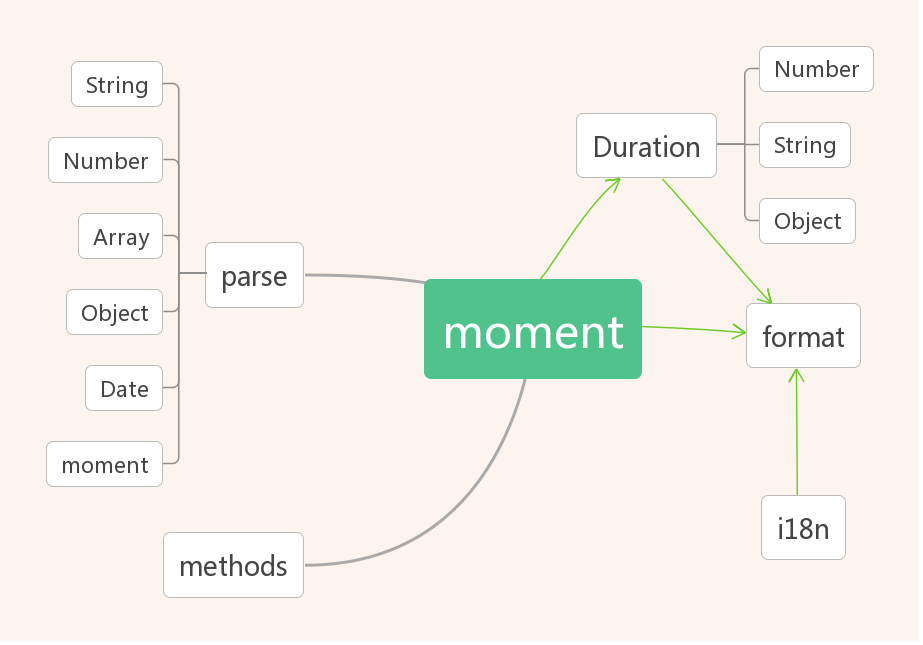 String
Number
Array
Object
Date
moment
parse
methods
moment
Duration
Number
String
Object
format
i18n